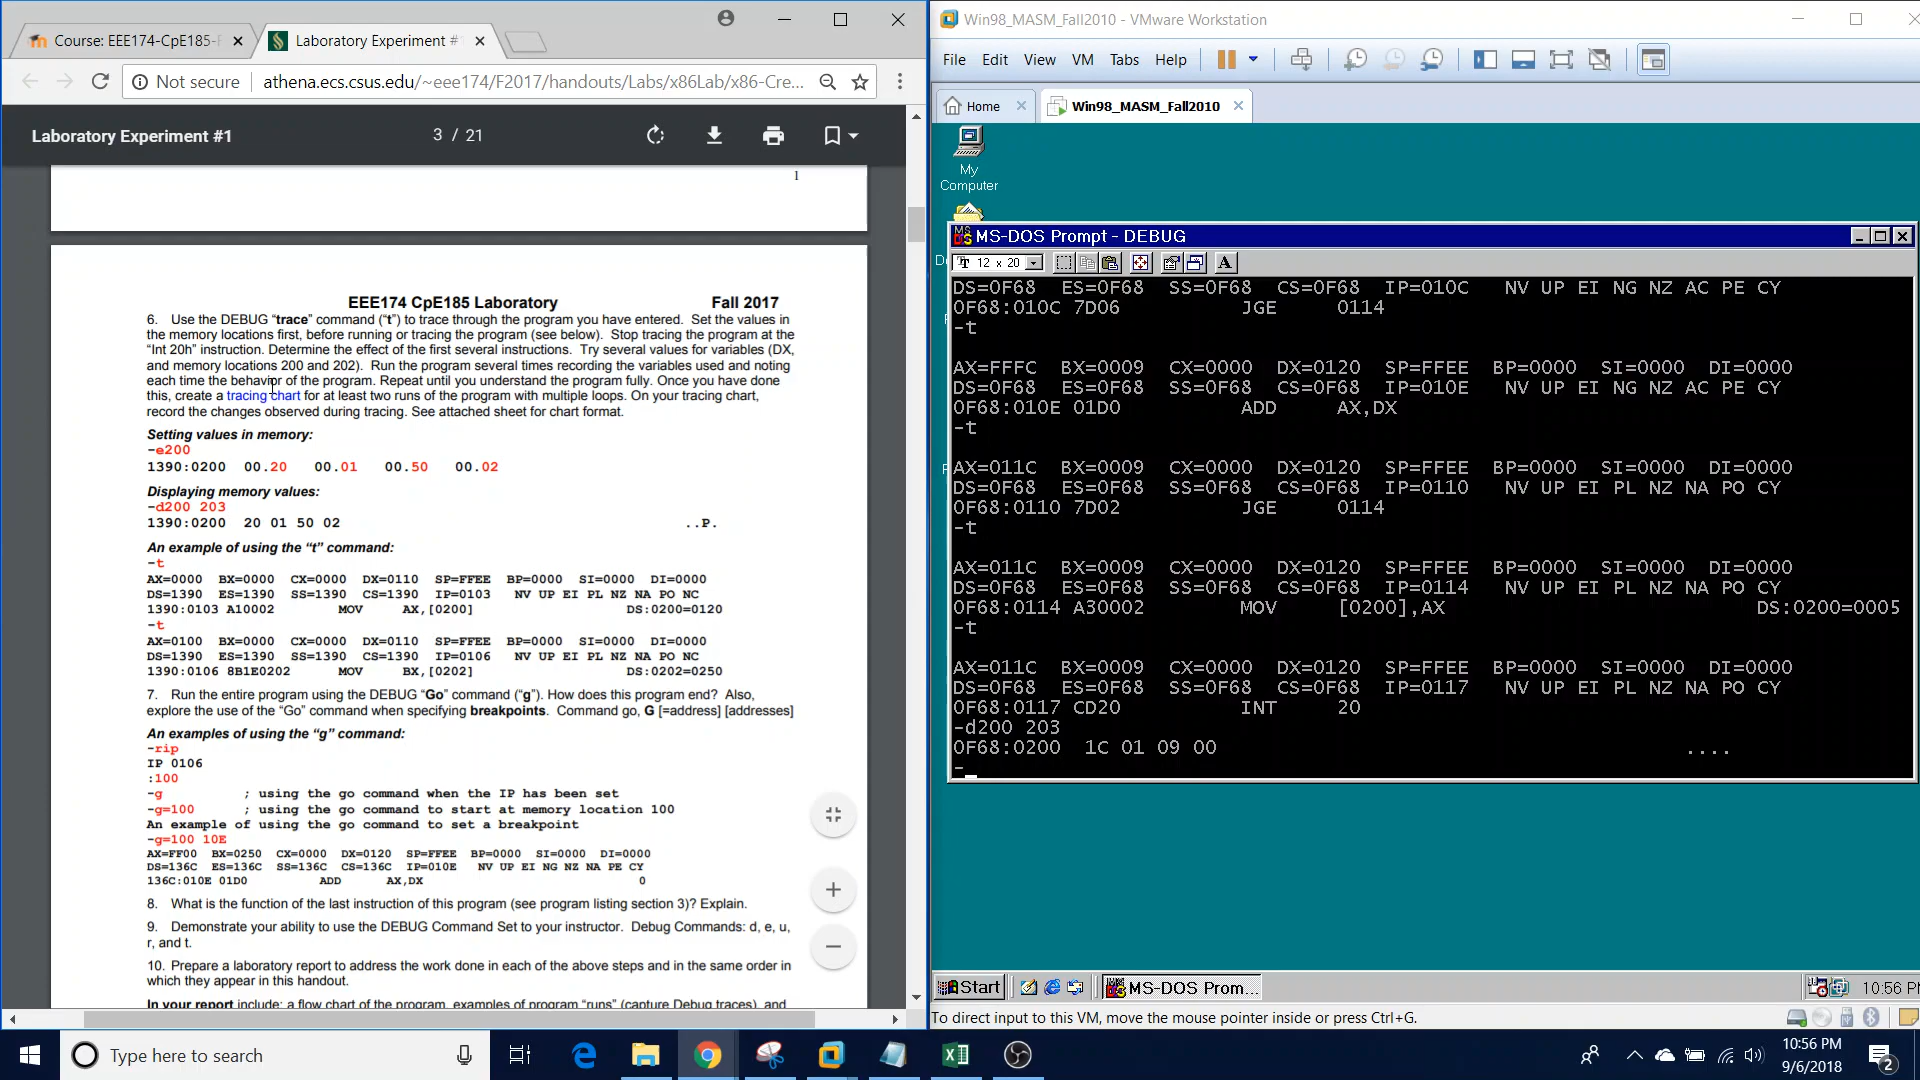 Course: EEE174-CpE185-F
Laboratory Experiment #
Not secure
athena.ecs.csus.edu/~eee174/F2017/handouts/Labs/x86Lab/x86-Cre...
Laboratory Experiment #1
3 / 21
1
EEE174 CpE185 Laboratory Fall 2017
6. Use the DEBUG "trace" command ("t") to trace through the program you have entered. Set the values in
the memory locations first, before running or tracing the program (see below). Stop tracing the program at the
"Int 20h" instruction. Determine the effect of the first several instructions. Try several values for variables (DX,
and memory locations 200 and 202). Run the program several times recording the variables used and noting
each time the behavior of the program. Repeat until you understand the program fully. Once you have done
this, create a tracing chart for at least two runs of the program with multiple loops. On your tracing chart,
record the changes observed during tracing. See attached sheet for chart format.
Setting values in memory:
-e200
1390:0200 00.20 00.01 00.50 00.02
Displaying memory values:
-d200 203
1390:0200 20 01 50 02 ..P.
An example of using the "t" command:
-t
AX=0000 BX=0000 CX=0000 DX=0110 SP=FFEE BP=0000 SI=0000 DI=0000
DS=1390 ES=1390 SS=1390 CS=1390 IP=0103 NV UP EI PL NZ NA PO NC
1390:0103 A10002 MOV AX,[0200] DS:0200=0120
-t
AX=0100 BX=0000 CX=0000 DX=0110 SP=FFEE BP=0000 SI=0000 DI=0000
DS=1390 ES=1390 SS=1390 CS=1390 IP=0106 NV UP EI PL NZ NA PO NC
1390:0106 8B1E0202 MOV BX,[0202] DS:0202=0250
7. Run the entire program using the DEBUG "Go" command ("g"). How does this program end? Also,
explore the use of the "Go" command when specifying breakpoints. Command go, G [=address] [addresses]
An examples of using the "g" command:
-rip
IP 0106
:100
-g ; using the go command when the IP has been set
-g=100 ; using the go command to start at memory location 100
An example of using the go command to set a breakpoint
-g=100 10E
AX=FF00 BX=0250 CX=0000 DX=0120 SP=FFEE BP=0000 SI=0000 DI=0000
DS=136C ES=136C SS=136C CS=136C IP=010E NV UP EI NG NZ NA PE CY
136C:010E 01D0 ADD AX,DX 0
8. What is the function of the last instruction of this program (see program listing section 3)? Explain.
9. Demonstrate your ability to use the DEBUG Command Set to your instructor. Debug Commands: d, e, u,
r, and t.
10. Prepare a laboratory report to address the work done in each of the above steps and in the same order in
which they appear in this handout.
In your report include: a flow chart of the program, examples of program "runs" (capture Debug traces), and
Win98_MASM_Fall2010 - VMware Workstation
File Edit View VM Tabs Help
Home
Win98_MASM_Fall2010
My
Computer
MS-DOS Prompt - DEBUG
12 x 20
DS=0F68 ES=0F68 SS=0F68 CS=0F68 IP=010C NV UP EI NG NZ AC PE CY
0F68:010C 7D06 JGE 0114
-t
AX=FFFC BX=0009 CX=0000 DX=0120 SP=FFEE BP=0000 SI=0000 DI=0000
DS=0F68 ES=0F68 SS=0F68 CS=0F68 IP=010E NV UP EI NG NZ AC PE CY
0F68:010E 01D0 ADD AX,DX
-t
AX=011C BX=0009 CX=0000 DX=0120 SP=FFEE BP=0000 SI=0000 DI=0000
DS=0F68 ES=0F68 SS=0F68 CS=0F68 IP=0110 NV UP EI PL NZ NA PO CY
0F68:0110 7D02 JGE 0114
-t
AX=011C BX=0009 CX=0000 DX=0120 SP=FFEE BP=0000 SI=0000 DI=0000
DS=0F68 ES=0F68 SS=0F68 CS=0F68 IP=0114 NV UP EI PL NZ NA PO CY
0F68:0114 A30002 MOV [0200],AX DS:0200=0005
-t
AX=011C BX=0009 CX=0000 DX=0120 SP=FFEE BP=0000 SI=0000 DI=0000
DS=0F68 ES=0F68 SS=0F68 CS=0F68 IP=0117 NV UP EI PL NZ NA PO CY
0F68:0117 CD20 INT 20
-d200 203
0F68:0200 1C 01 09 00 ....
-
Start
MS-DOS Prom...
10:56 PM
To direct input to this VM, move the mouse pointer inside or press Ctrl+G.
Type here to search
10:56 PM
9/6/2018
2